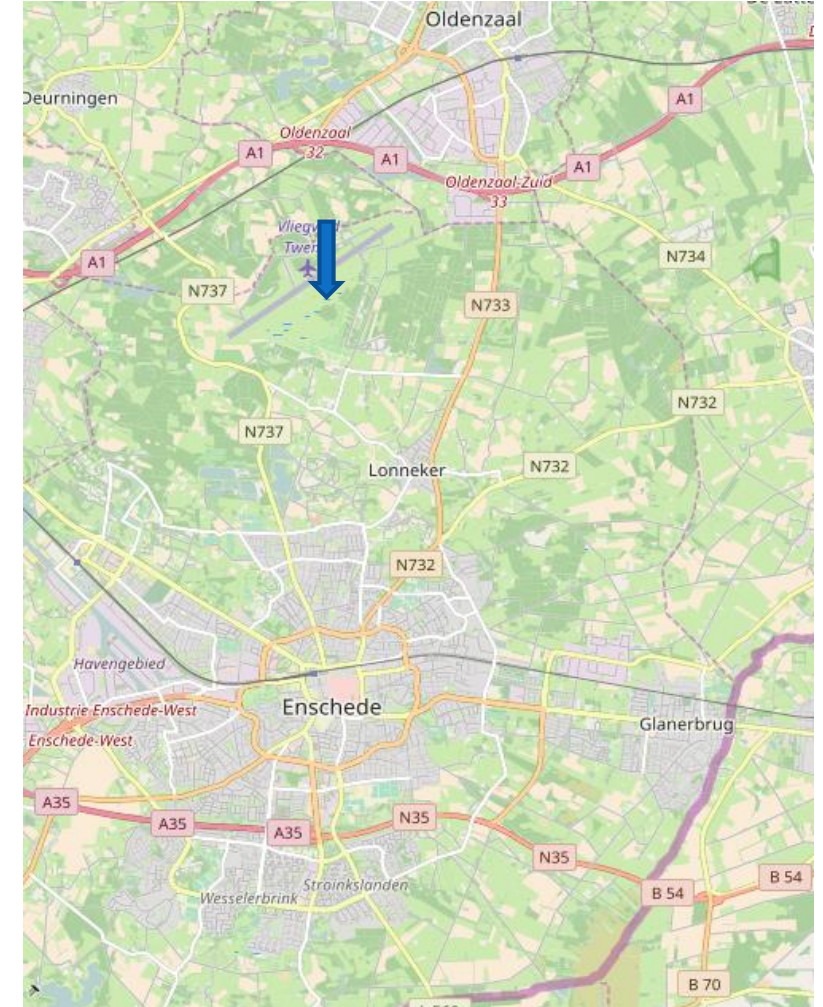 Oldenzaal
Deurningen
A1
Oldenzaal
32
A1
A1
Oldenzaal-Zuid
33
A1
A1
N737
N733
N734
N732
N737
Lonneker
N732
N732
Havengebied
Industrie Enschede-West
Enschede-West
Enschede
Glanerbrug
A35
A35
A35
N35
N35
B 54
B 54
Wesselerbrink
Stroinkslanden
B 70